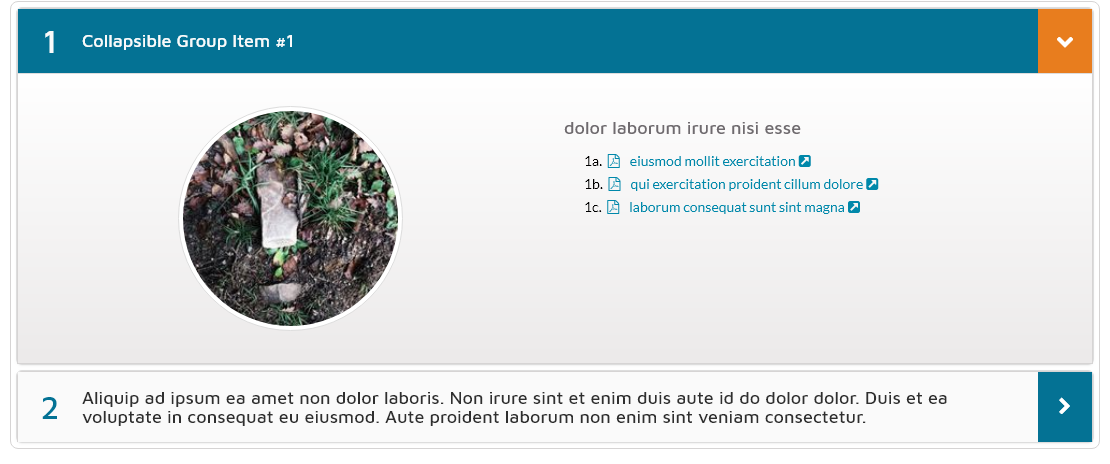 1 Collapsible Group Item #1
dolor laborum irure nisi esse
1a. eiusmod mollit exercitation
1b. qui exercitation proident cillum dolore
1c. laborum consequat sunt sint magna
2 Aliquip ad ipsum ea amet non dolor laboris. Non irure sint et enim duis aute id do dolor dolor. Duis et ea
voluptate in consequat eu eiusmod. Aute proident laborum non enim sint veniam consectetur.